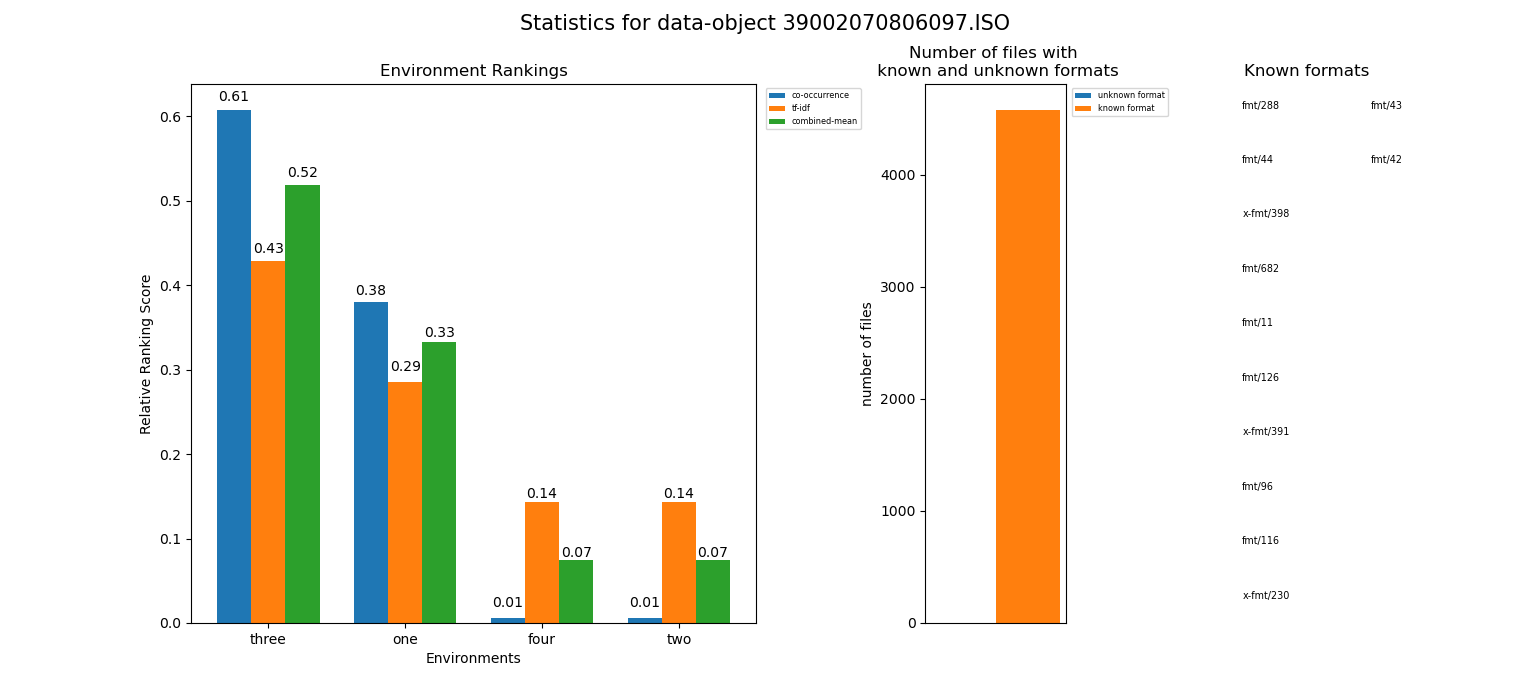 Statistics for data-object 39002070806097.ISO
Environment Rankings
Relative Ranking Score
0.6
0.5
0.4
0.3
0.2
0.1
0.0
0.61
0.43
0.52
0.38
0.29
0.33
0.01
0.14
0.07
0.01
0.14
0.07
three one four two
Environments
co-occurrence
tf-idf
combined-mean
Number of files with
known and unknown formats
number of files
4000
3000
2000
1000
0
unknown format
known format
Known formats
fmt/288 fmt/43
fmt/44 fmt/42
x-fmt/398
fmt/682
fmt/11
fmt/126
x-fmt/391
fmt/96
fmt/116
x-fmt/230